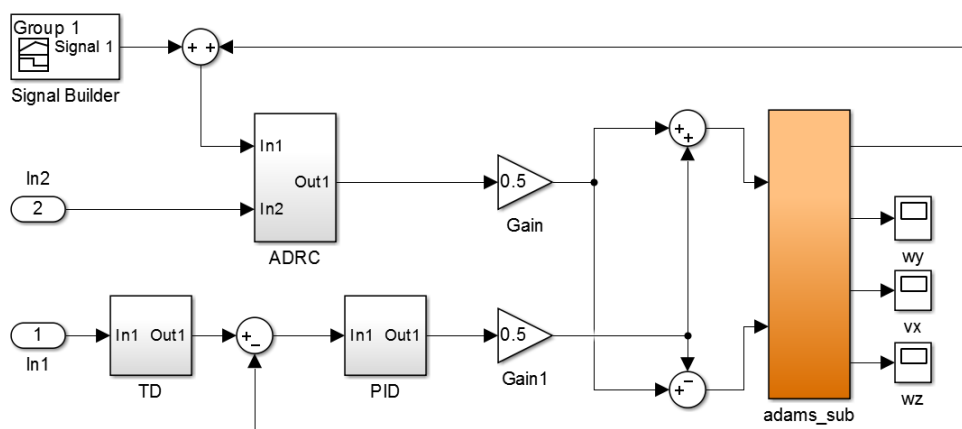 Group 1
Signal 1
Signal Builder
+ +
In1
In2
Out1
ADRC
In2
2
0.5
Gain
+
+
adams_sub
wy
vx
wz
1
In1
In1 Out1
TD
+
−
In1 Out1
PID
0.5
Gain1
+
−